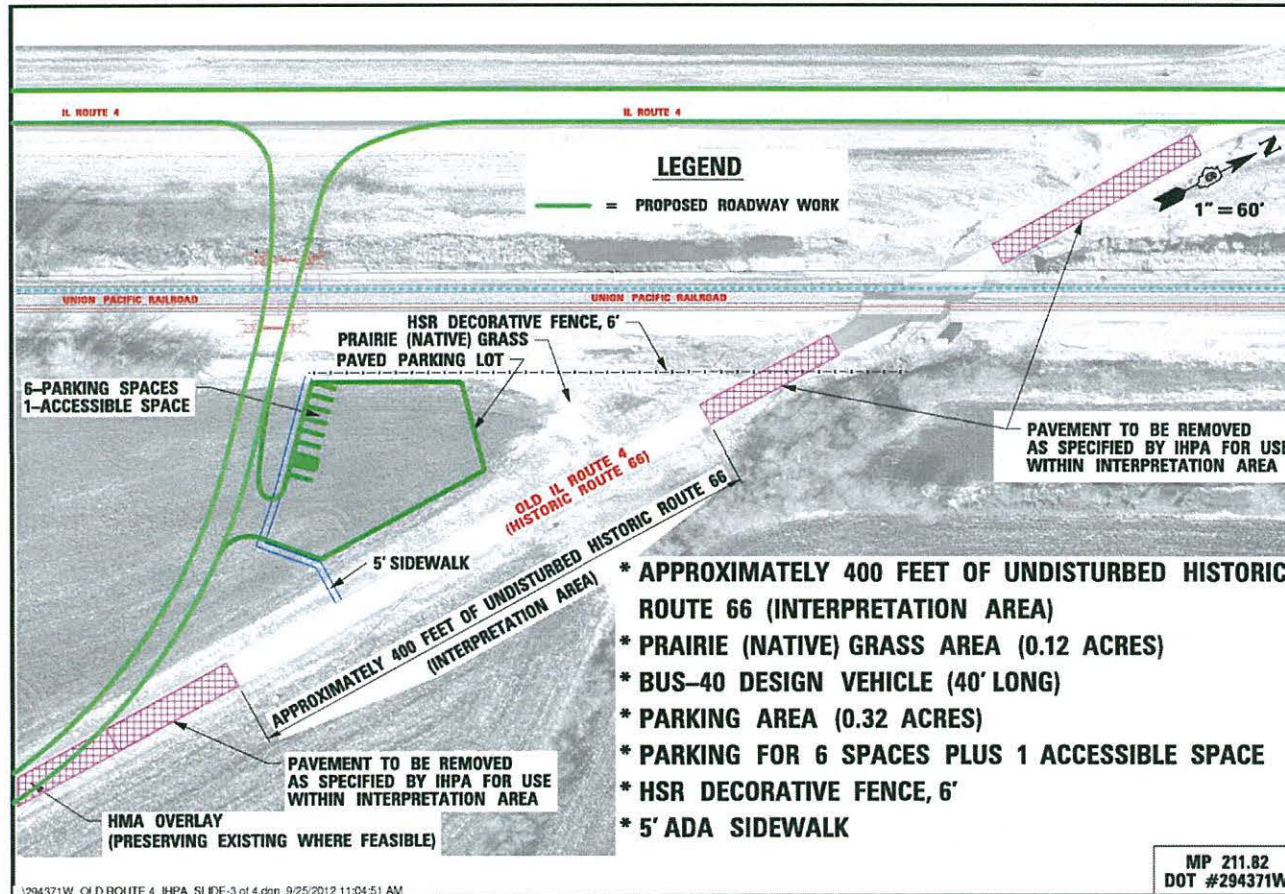 IL ROUTE 4
IL ROUTE 4
LEGEND
= PROPOSED ROADWAY WORK
N
1" = 60'
UNION PACIFIC RAILROAD
UNION PACIFIC RAILROAD
HSR DECORATIVE FENCE, 6'
PRAIRIE (NATIVE) GRASS
PAVED PARKING LOT
6–PARKING SPACES
1–ACCESSIBLE SPACE
PAVEMENT TO BE REMOVED
AS SPECIFIED BY IHPA FOR USE
WITHIN INTERPRETATION AREA
OLD IL ROUTE 4
(HISTORIC ROUTE 66)
5' SIDEWALK
APPROXIMATELY 400 FEET OF UNDISTURBED HISTORIC ROUTE 66
(INTERPRETATION AREA)
* APPROXIMATELY 400 FEET OF UNDISTURBED HISTORIC
ROUTE 66 (INTERPRETATION AREA)
* PRAIRIE (NATIVE) GRASS AREA (0.12 ACRES)
* BUS–40 DESIGN VEHICLE (40' LONG)
* PARKING AREA (0.32 ACRES)
* PARKING FOR 6 SPACES PLUS 1 ACCESSIBLE SPACE
* HSR DECORATIVE FENCE, 6'
* 5' ADA SIDEWALK
PAVEMENT TO BE REMOVED
AS SPECIFIED BY IHPA FOR USE
WITHIN INTERPRETATION AREA
HMA OVERLAY
(PRESERVING EXISTING WHERE FEASIBLE)
MP 211.82
DOT #294371W
\294371W_OLD ROUTE 4_IHPA_SLIDE-3 of 4.dgn 9/25/2012 11:04:51 AM